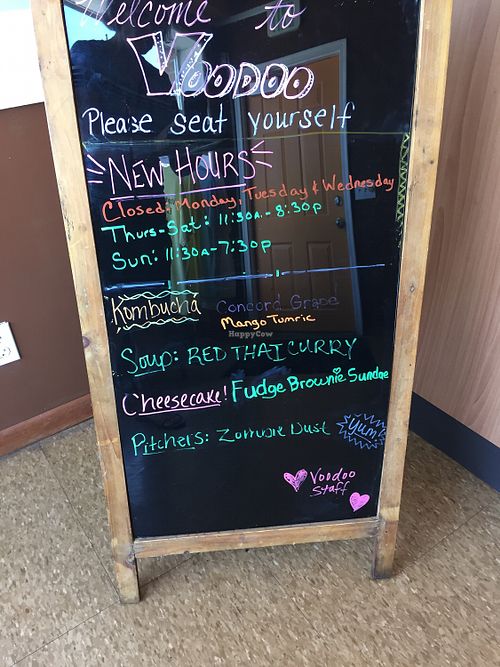 Welcome to
VOODOO
Please seat yourself
NEW HOURS
Closed: Monday, Tuesday & Wednesday
Thurs-Sat: 11:30A-8:30p
Sun: 11:30A-7:30p
Kombucha Concord Grape
Mango Tumric
HappyCow
Soup: RED THAI CURRY
Cheesecake! Fudge Brownie Sundae
Pitchers: Zombie Dust Yum!
Voodoo
Staff